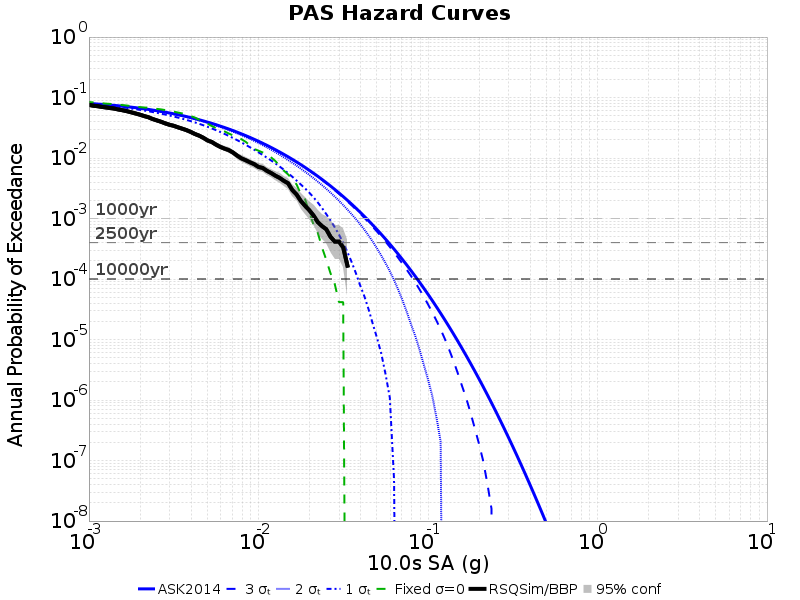 PAS Hazard Curves
Annual Probability of Exceedance
10^0
10^-1
10^-2
10^-3
10^-4
10^-5
10^-6
10^-7
10^-8
1000yr
2500yr
10000yr
10^-3 10^-2 10^-1 10^0 10^1
10.0s SA (g)
ASK2014 3 σₜ 2 σₜ 1 σₜ Fixed σ=0 RSQSim/BBP 95% conf